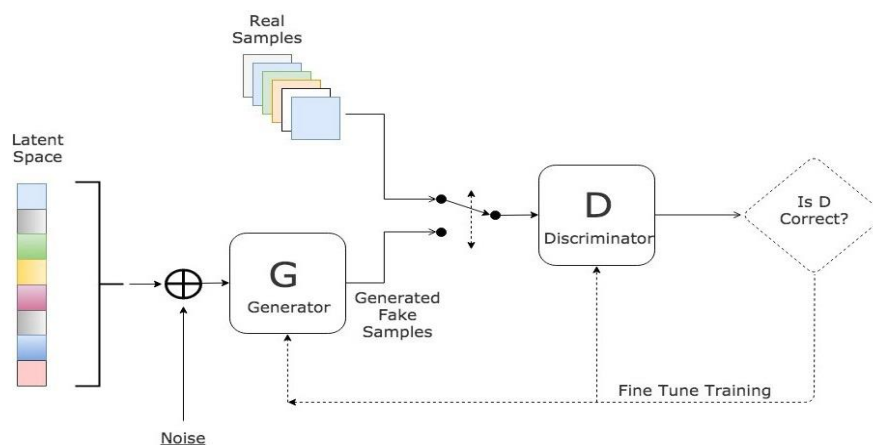 Real
Samples
Latent
Space
G
Generator
Generated
Fake
Samples
D
Discriminator
Is D
Correct?
Fine Tune Training
Noise